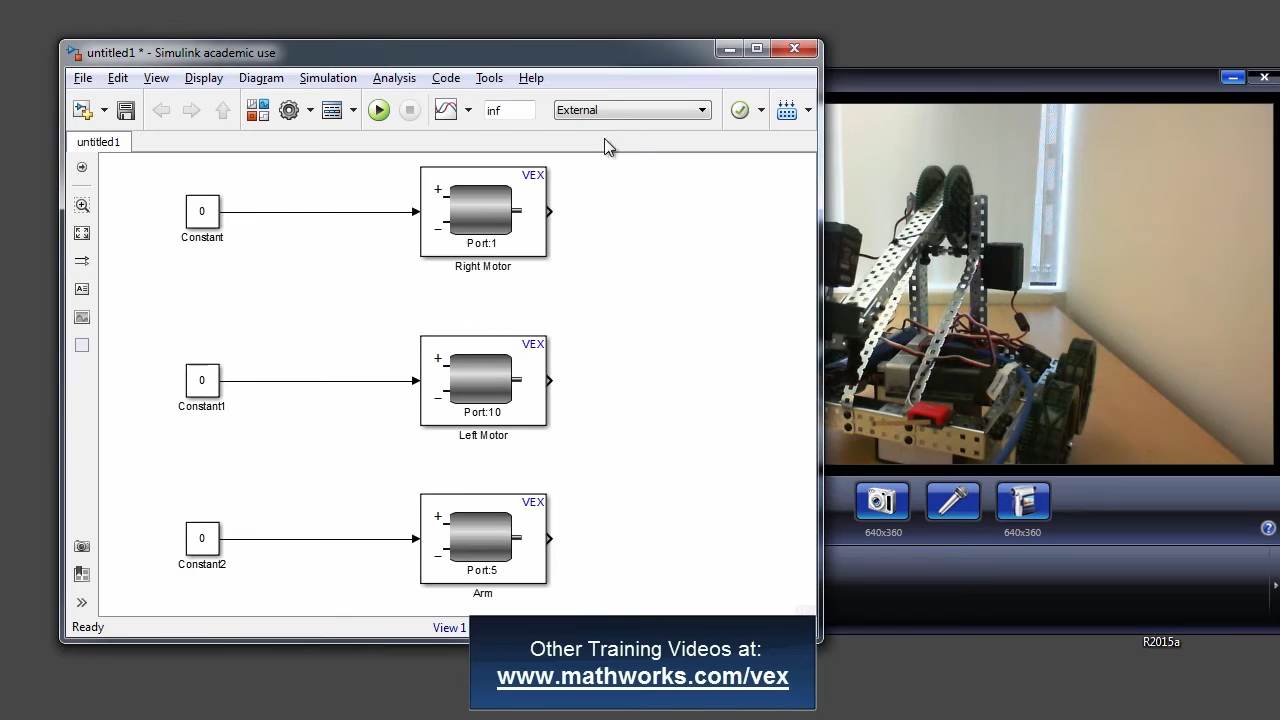 untitled1 * - Simulink academic use
File Edit View Display Diagram Simulation Analysis Code Tools Help
inf External
untitled1
VEX
0
+
−
Port:1
Constant
Right Motor
VEX
0
+
−
Port:10
Constant1
Left Motor
VEX
0
+
−
Port:5
Constant2
Arm
Ready View 1
640x360 640x360
R2015a
Other Training Videos at:
www.mathworks.com/vex